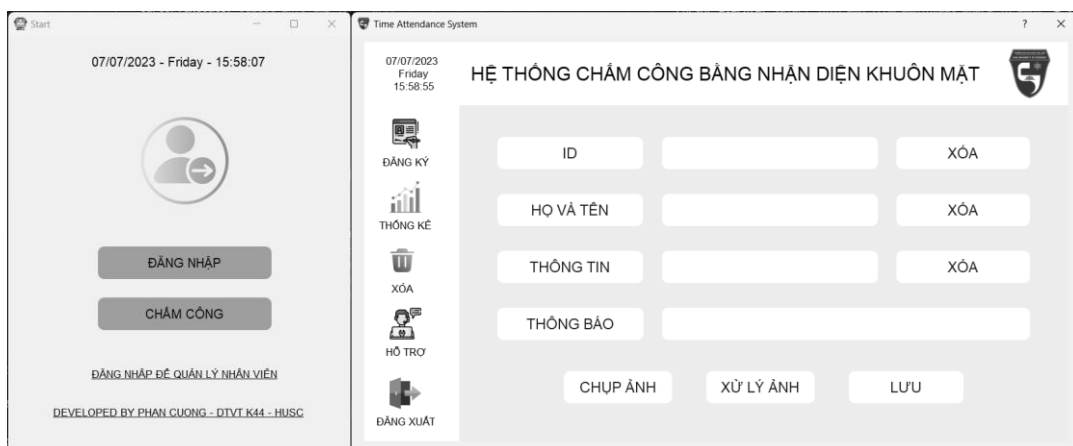 Start
07/07/2023 - Friday - 15:58:07
ĐĂNG NHẬP
CHẤM CÔNG
ĐĂNG NHẬP ĐỂ QUẢN LÝ NHÂN VIÊN
DEVELOPED BY PHAN CUONG - DTVT K44 - HUSC
Time Attendance System
?
07/07/2023
Friday
15:58:55
HỆ THỐNG CHẤM CÔNG BẰNG NHẬN DIỆN KHUÔN MẶT
ĐĂNG KÝ
THỐNG KÊ
XÓA
HỖ TRỢ
ĐĂNG XUẤT
ID XÓA
HỌ VÀ TÊN XÓA
THÔNG TIN XÓA
THÔNG BÁO
CHỤP ẢNH XỬ LÝ ẢNH LƯU